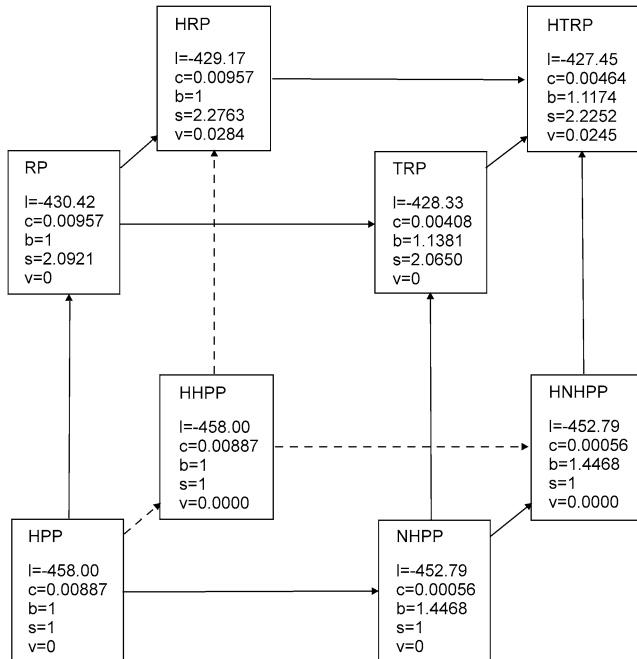 HRP
l=-429.17
c=0.00957
b=1
s=2.2763
v=0.0284
HTRP
l=-427.45
c=0.00464
b=1.1174
s=2.2252
v=0.0245
RP
l=-430.42
c=0.00957
b=1
s=2.0921
v=0
TRP
l=-428.33
c=0.00408
b=1.1381
s=2.0650
v=0
HHPP
l=-458.00
c=0.00887
b=1
s=1
v=0.0000
HNHPP
l=-452.79
c=0.00056
b=1.4468
s=1
v=0.0000
HPP
l=-458.00
c=0.00887
b=1
s=1
v=0
NHPP
l=-452.79
c=0.00056
b=1.4468
s=1
v=0